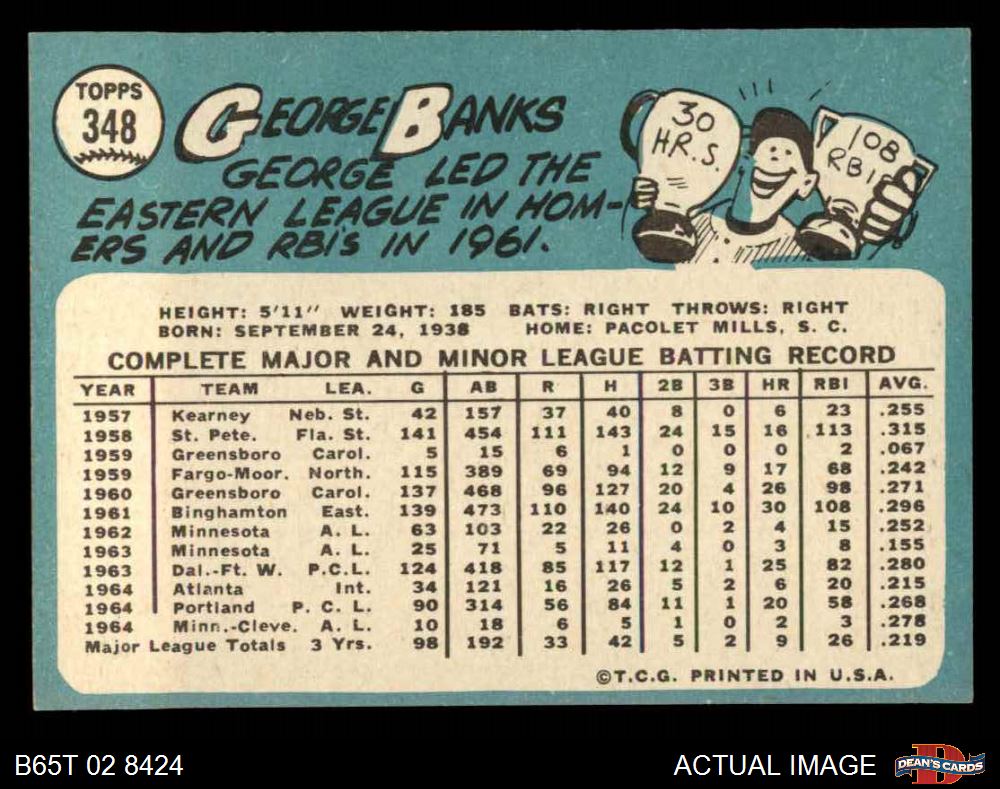 TOPPS
348
GEORGE BANKS
GEORGE LED THE
EASTERN LEAGUE IN HOM-
ERS AND RBI'S IN 1961.
30
HR.S.
108
RBI
HEIGHT: 5'11" WEIGHT: 185 BATS: RIGHT THROWS: RIGHT
BORN: SEPTEMBER 24, 1938 HOME: PACOLET MILLS, S. C.
COMPLETE MAJOR AND MINOR LEAGUE BATTING RECORD
YEAR TEAM LEA. G AB R H 2B 3B HR RBI AVG.
1957 Kearney Neb. St. 42 157 37 40 8 0 6 23 .255
1958 St. Pete. Fla. St. 141 454 111 143 24 15 16 113 .315
1959 Greensboro Carol. 5 15 6 1 0 0 0 2 .067
1959 Fargo-Moor. North. 115 389 69 94 12 9 17 68 .242
1960 Greensboro Carol. 137 468 96 127 20 4 26 98 .271
1961 Binghamton East. 139 473 110 140 24 10 30 108 .296
1962 Minnesota A. L. 63 103 22 26 0 2 4 15 .252
1963 Minnesota A. L. 25 71 5 11 4 0 3 8 .155
1963 Dal.-Ft. W. P.C.L. 124 418 85 117 12 1 25 82 .280
1964 Atlanta Int. 34 121 16 26 5 2 6 20 .215
1964 Portland P. C. L. 90 314 56 84 11 1 20 58 .268
1964 Minn.-Cleve. A. L. 10 18 6 5 1 0 2 3 .278
Major League Totals 3 Yrs. 98 192 33 42 5 2 9 26 .219
©T.C.G. PRINTED IN U.S.A.
B65T 02 8424 ACTUAL IMAGE
D
DEAN'S CARDS